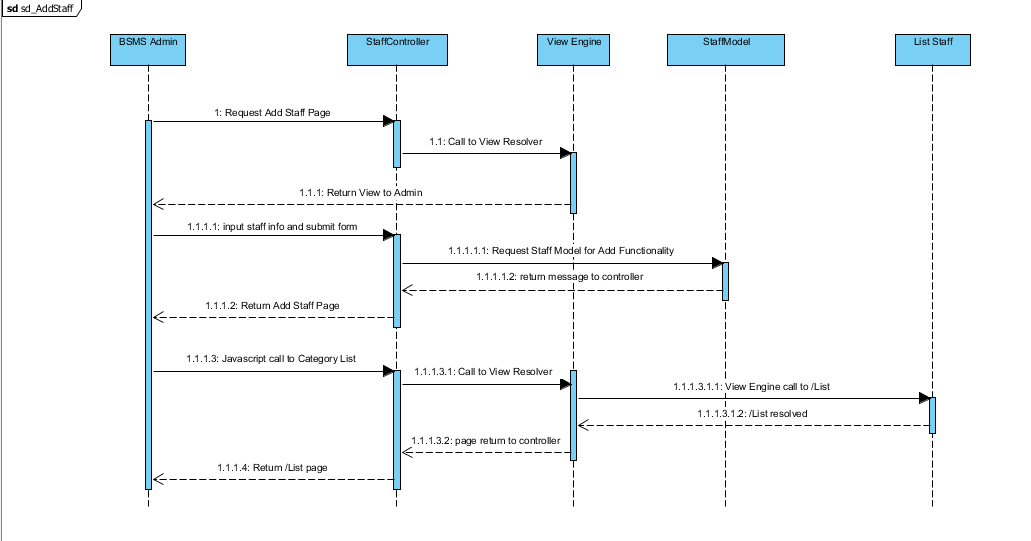 sd sd_AddStaff
BSMS Admin
StaffController
View Engine
StaffModel
List Staff
1: Request Add Staff Page
1.1: Call to View Resolver
1.1.1: Return View to Admin
1.1.1.1: input staff info and submit form
1.1.1.1.1: Request Staff Model for Add Functionality
1.1.1.1.2: return message to controller
1.1.1.2: Return Add Staff Page
1.1.1.3: Javascript call to Category List
1.1.1.3.1: Call to View Resolver
1.1.1.3.1.1: View Engine call to /List
1.1.1.3.1.2: /List resolved
1.1.1.3.2: page return to controller
1.1.1.4: Return /List page